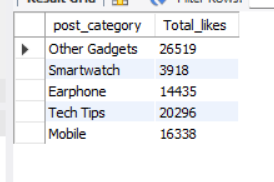 Result Grid Filter Rows:
post_category Total_likes
Other Gadgets 26519
Smartwatch 3918
Earphone 14435
Tech Tips 20296
Mobile 16338